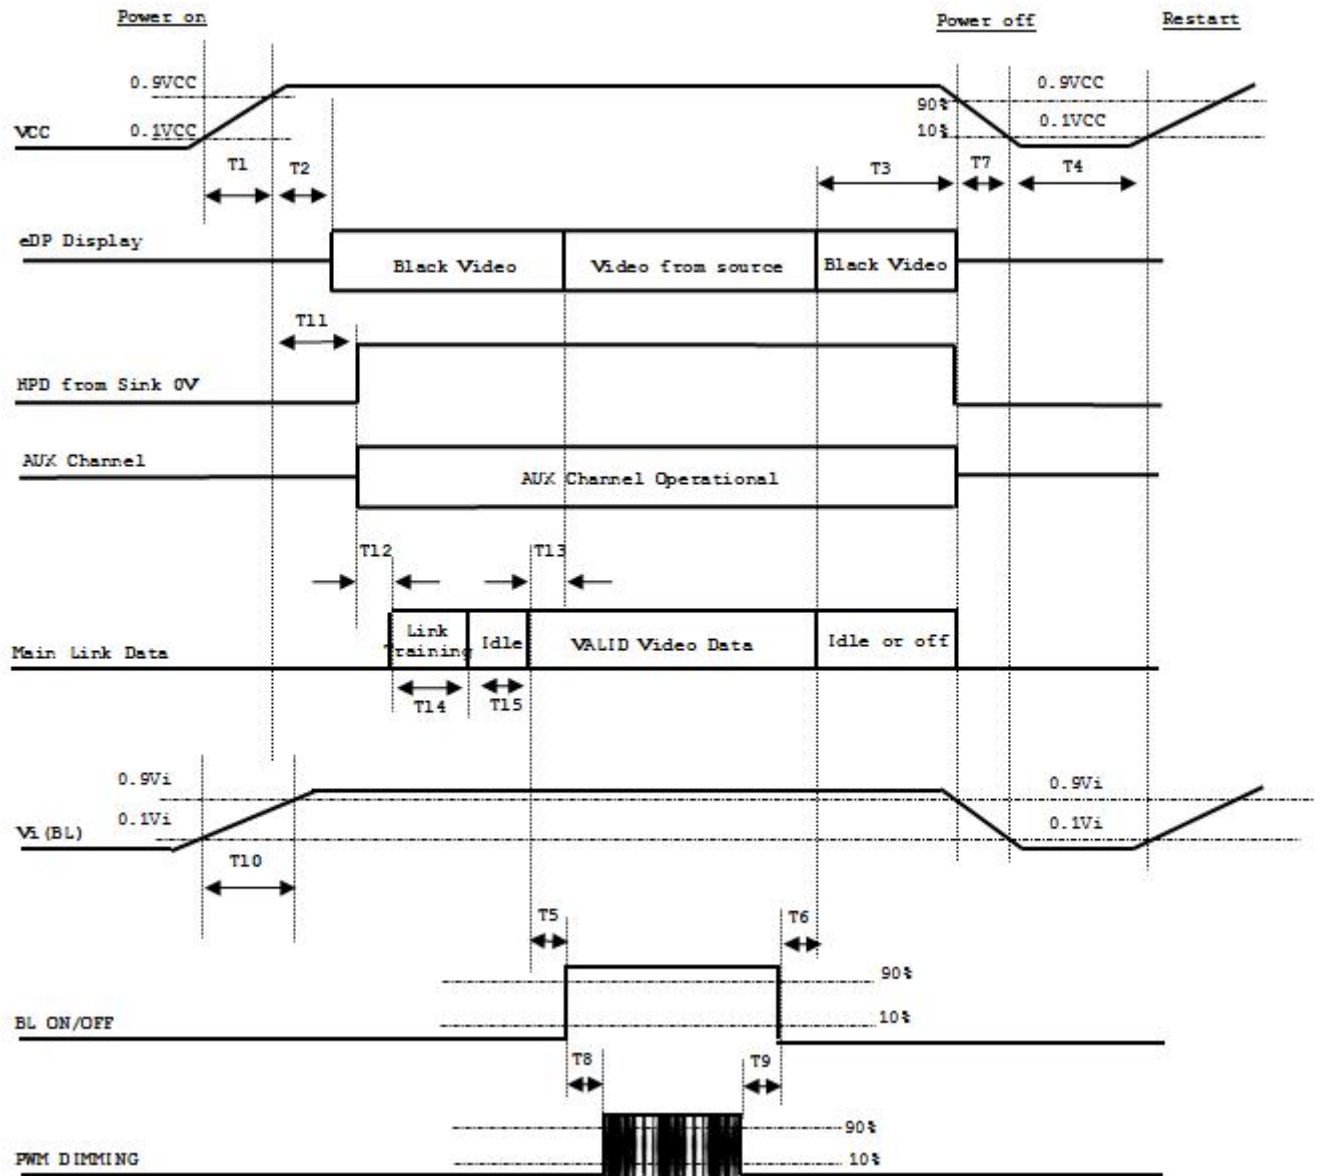 Power on
Power off
Restart
0.9VCC
90%
0.9VCC
VCC
0.1VCC
10%
0.1VCC
T1
T2
T3
T7
T4
eDP Display
Black Video
Video from source
Black Video
T11
HPD from Sink 0V
AUX Channel
AUX Channel Operational
T12
T13
Main Link Data
Link
Training
Idle
VALID Video Data
Idle or off
T14
T15
0.9Vi
0.9Vi
Vi(BL)
0.1Vi
0.1Vi
T10
T5
T6
90%
BL ON/OFF
10%
T8
T9
90%
PWM DIMMING
10%